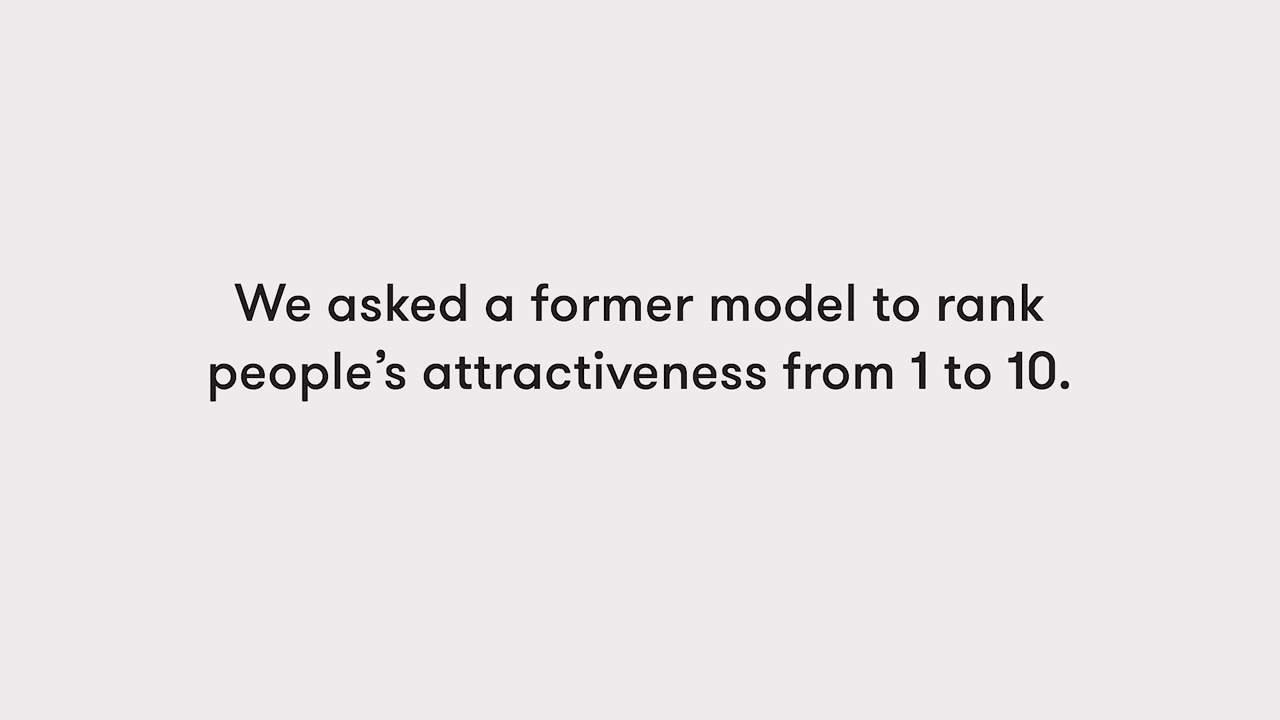 We asked a former model to rank
people’s attractiveness from 1 to 10.